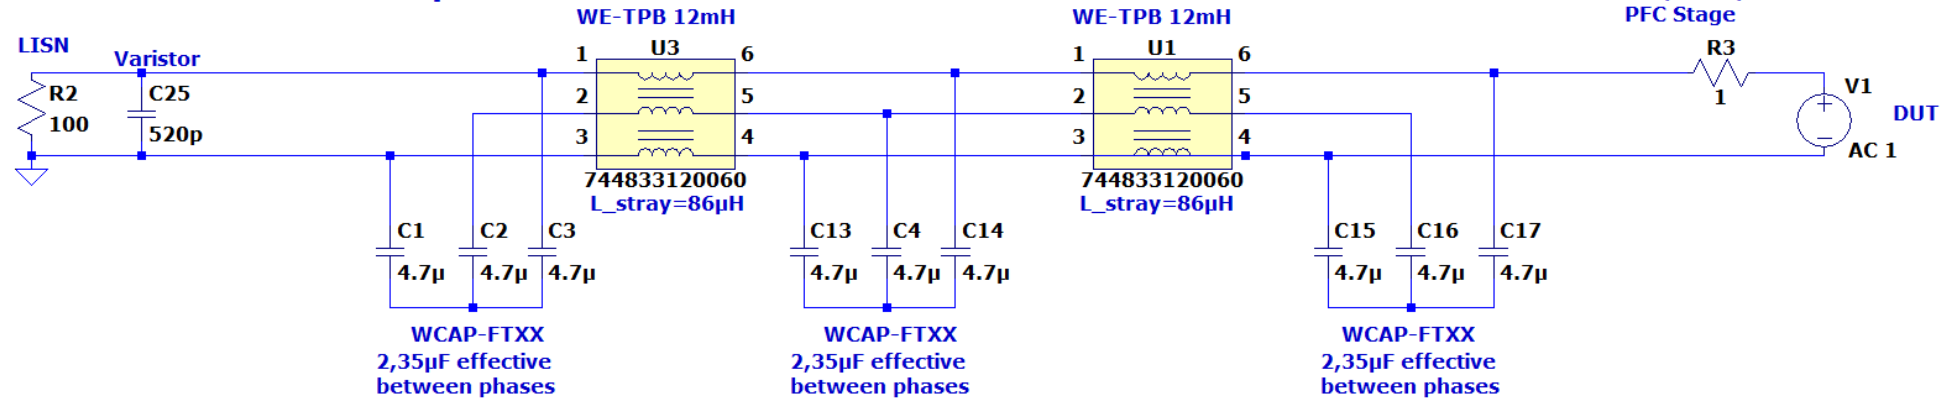 WE-TPB 12mH
WE-TPB 12mH
PFC Stage
LISN
Varistor
1
U3
6
1
U1
6
R3
R2
100
C25
520p
2
5
2
5
1
V1
DUT
3
4
3
4
AC 1
744833120060
744833120060
L_stray=86µH
L_stray=86µH
C1
C2
C3
C13
C4
C14
C15
C16
C17
4.7µ
4.7µ
4.7µ
4.7µ
4.7µ
4.7µ
4.7µ
4.7µ
4.7µ
WCAP-FTXX
2,35µF effective
between phases
WCAP-FTXX
2,35µF effective
between phases
WCAP-FTXX
2,35µF effective
between phases